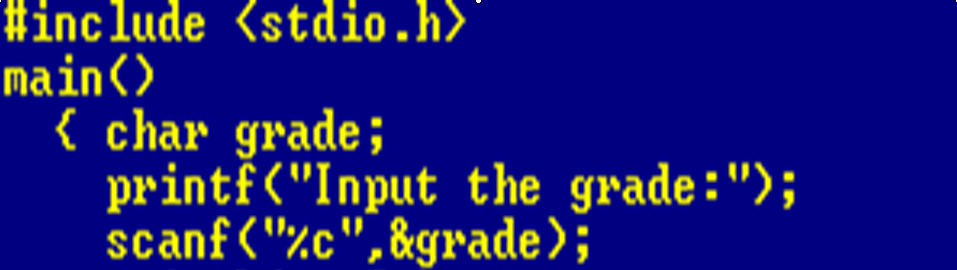 #include <stdio.h>
main()
{ char grade;
printf("Input the grade:");
scanf("%c",&grade);